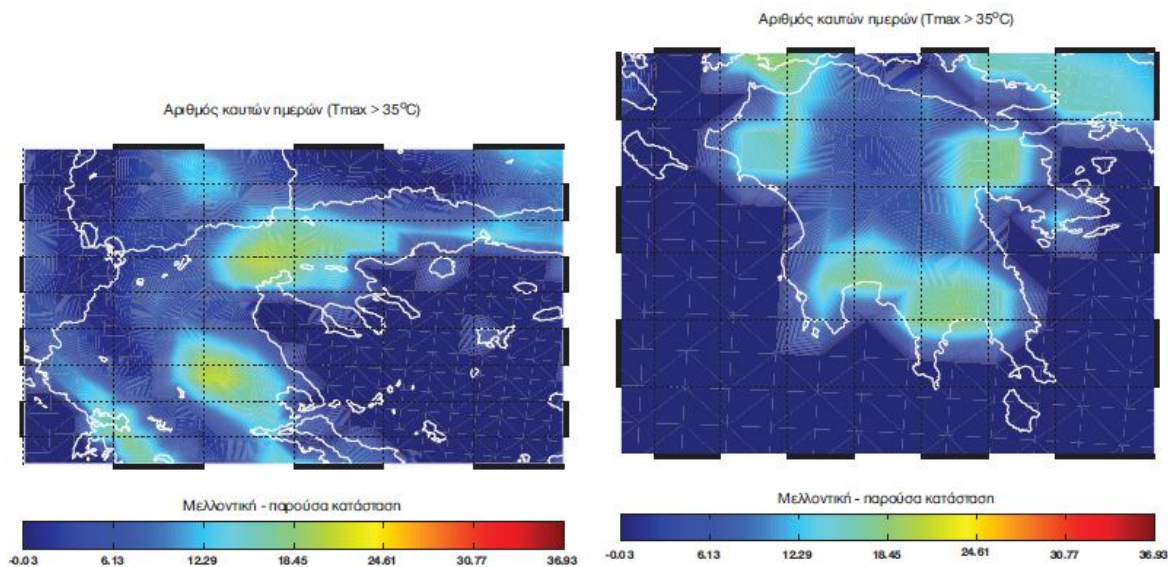 Αριθμός καυτών ημερών (Tmax > 35°C)
Μελλοντική - παρούσα κατάσταση
-0.03 6.13 12.29 18.45 24.61 30.77 36.93
Αριθμός καυτών ημερών (Tmax > 35°C)
Μελλοντική - παρούσα κατάσταση
-0.03 6.13 12.29 18.45 24.61 30.77 36.93